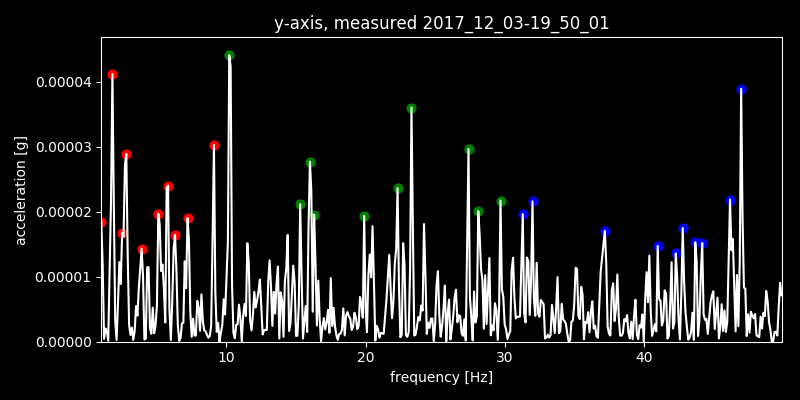 y-axis, measured 2017_12_03-19_50_01
acceleration [g]
0.00004
0.00003
0.00002
0.00001
0.00000
10 20 30 40
frequency [Hz]